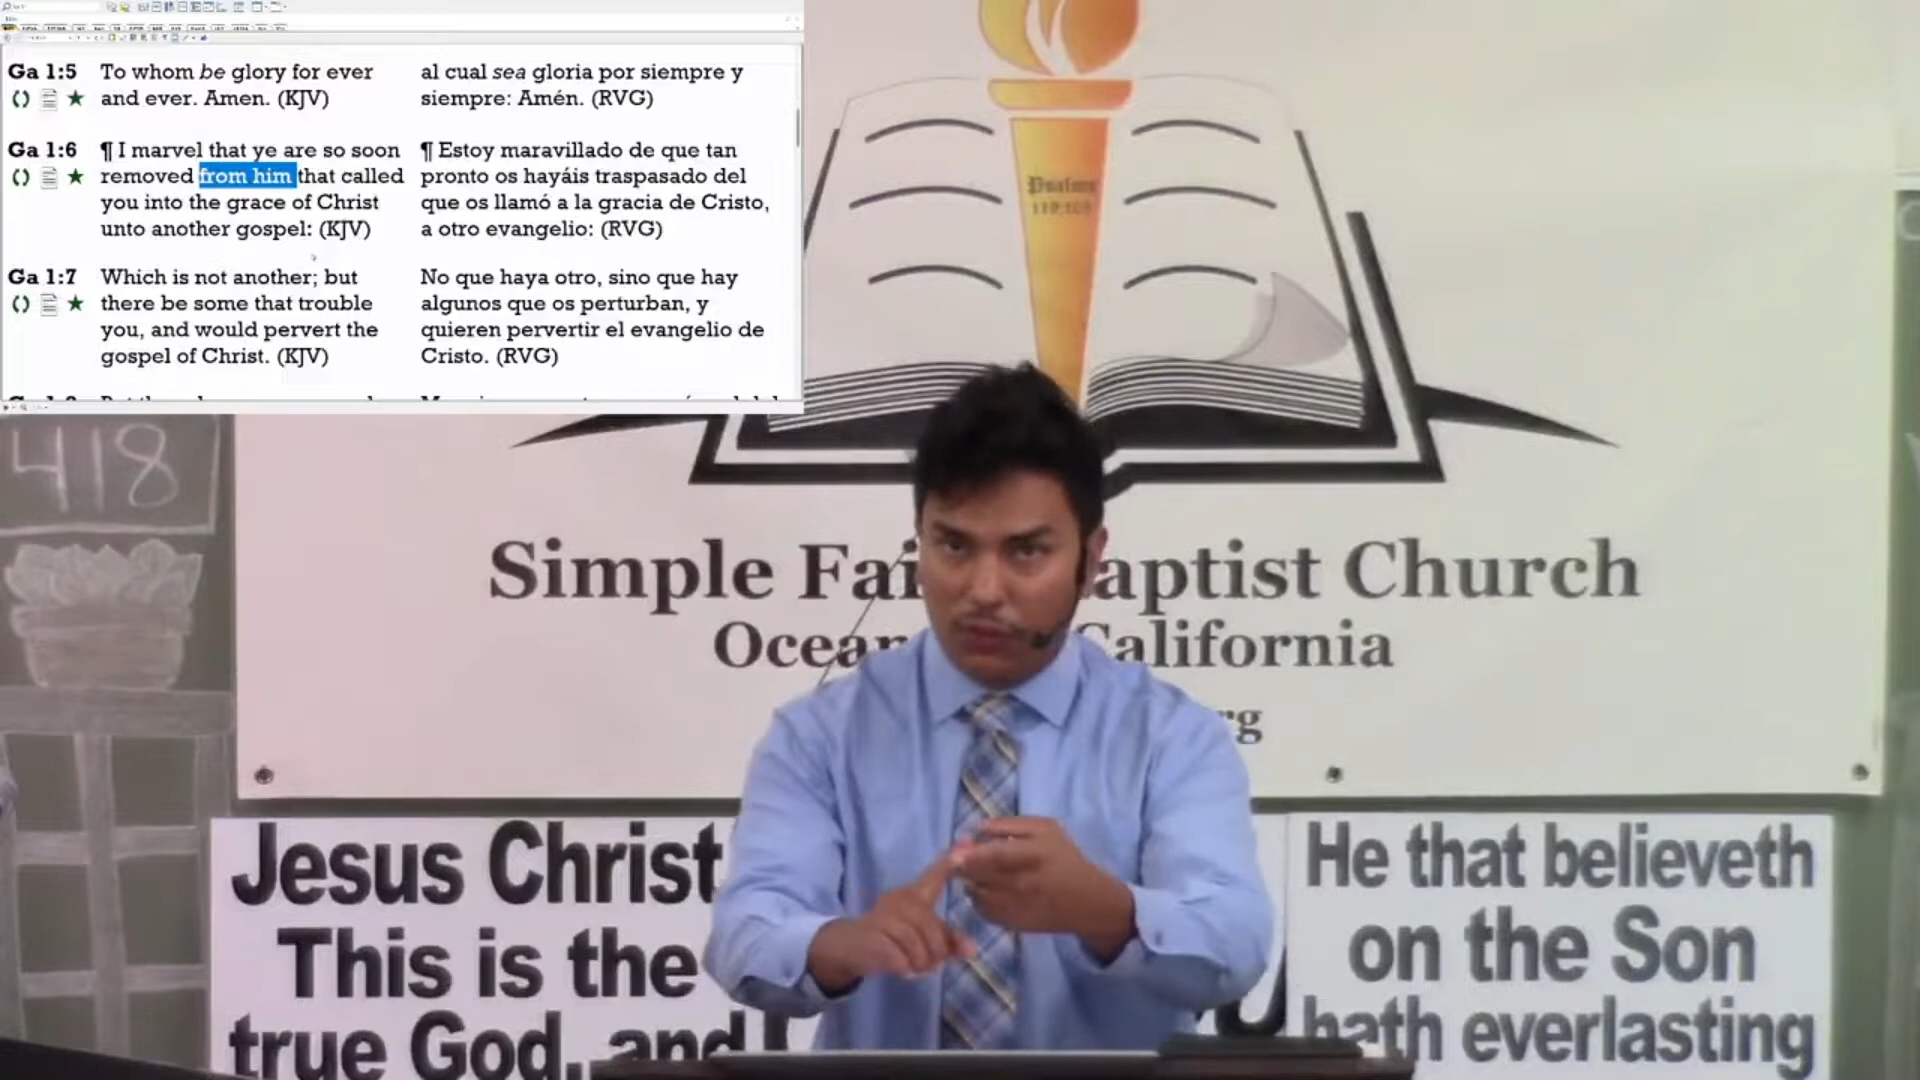 Ga 1:5 To whom be glory for ever
and ever. Amen. (KJV)
al cual sea gloria por siempre y
siempre: Amén. (RVG)
Ga 1:6 ¶ I marvel that ye are so soon
removed from him that called
you into the grace of Christ
unto another gospel: (KJV)
¶ Estoy maravillado de que tan
pronto os hayáis traspasado del
que os llamó a la gracia de Cristo,
a otro evangelio: (RVG)
Ga 1:7 Which is not another; but
there be some that trouble
you, and would pervert the
gospel of Christ. (KJV)
No que haya otro, sino que hay
algunos que os perturban, y
quieren pervertir el evangelio de
Cristo. (RVG)
Psalms
119:105
418
Simple Fai aptist Church
Ocean California
rg
Jesus Christ
This is the
true God, and
He that believeth
on the Son
hath everlasting